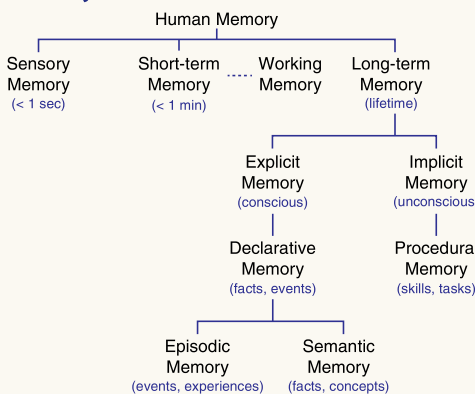 Human Memory
Sensory Memory
(< 1 sec)
Short-term Memory
(< 1 min)
Working Memory
Long-term Memory
(lifetime)
Explicit Memory
(conscious)
Implicit Memory
(unconscious
Declarative Memory
(facts, events)
Procedura
Memory
(skills, tasks)
Episodic Memory
(events, experiences)
Semantic Memory
(facts, concepts)